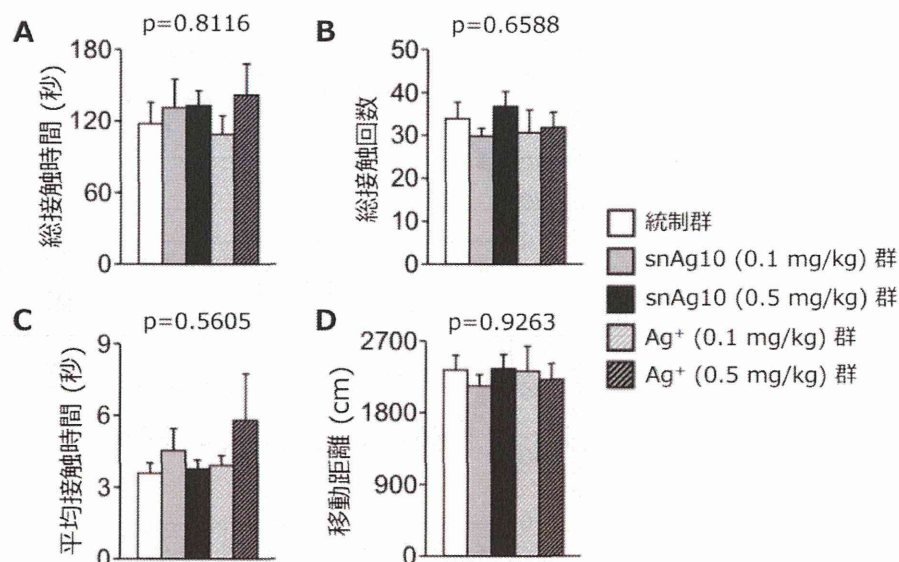 A
p=0.8116
総接触時間 (秒)
180
120
60
0
B
p=0.6588
総接触回数
50
40
30
20
10
0
統制群
snAg10 (0.1 mg/kg) 群
snAg10 (0.5 mg/kg) 群
Ag⁺ (0.1 mg/kg) 群
Ag⁺ (0.5 mg/kg) 群
C
p=0.5605
平均接触時間 (秒)
9
6
3
0
D
p=0.9263
移動距離 (cm)
2700
1800
900
0